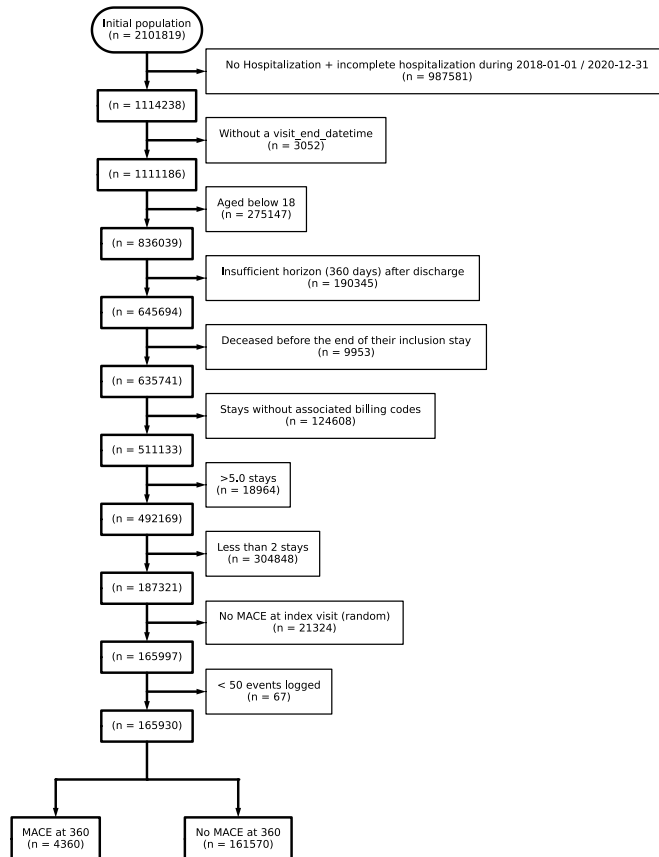 Initial population
(n = 2101819)
No Hospitalization + incomplete hospitalization during 2018-01-01 / 2020-12-31
(n = 987581)
(n = 1114238)
Without a visit_end_datetime
(n = 3052)
(n = 1111186)
Aged below 18
(n = 275147)
(n = 836039)
Insufficient horizon (360 days) after discharge
(n = 190345)
(n = 645694)
Deceased before the end of their inclusion stay
(n = 9953)
(n = 635741)
Stays without associated billing codes
(n = 124608)
(n = 511133)
>5.0 stays
(n = 18964)
(n = 492169)
Less than 2 stays
(n = 304848)
(n = 187321)
No MACE at index visit (random)
(n = 21324)
(n = 165997)
< 50 events logged
(n = 67)
(n = 165930)
MACE at 360
(n = 4360)
No MACE at 360
(n = 161570)